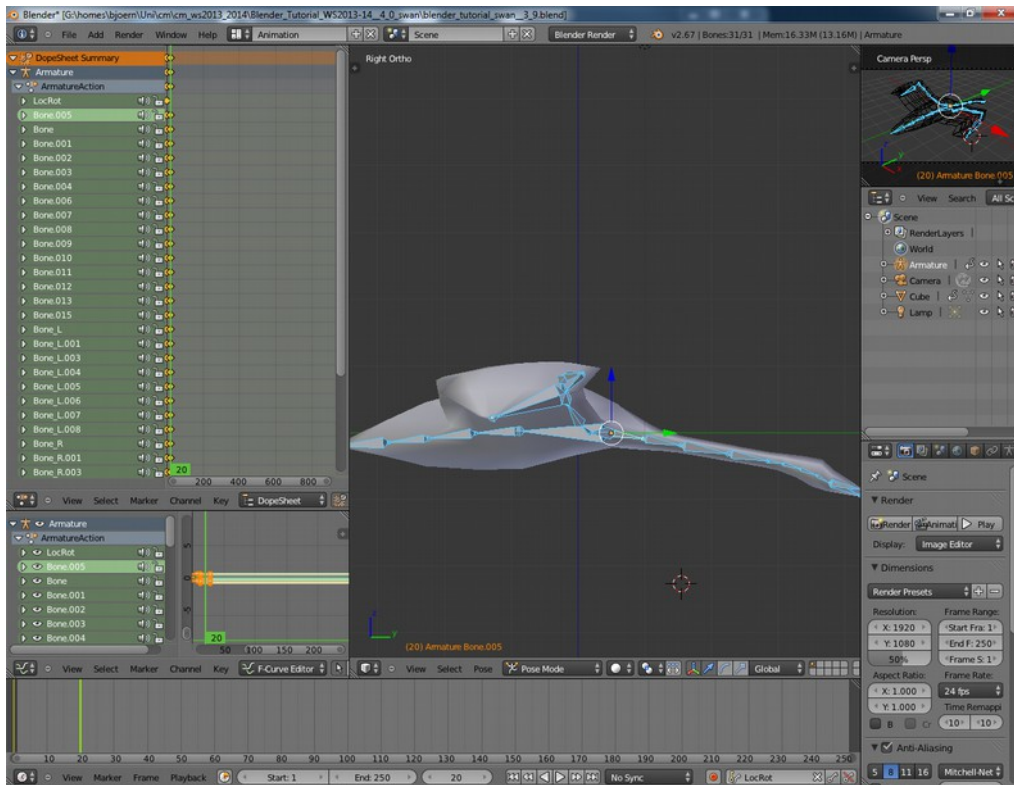 Blender* [G:\homes\bjoern\Uni\cm\cm_ws2013_2014\Blender_Tutorial_WS2013-14__4_0_swan\blender_tutorial_swan__3_9.blend]
File Add Render Window Help Animation Scene Blender Render v2.67 | Bones:31/31 | Mem:16.33M (13.16M) | Armature
DopeSheet Summary
Armature
ArmatureAction
LocRot
Bone.005
Bone
Bone.001
Bone.002
Bone.003
Bone.004
Bone.006
Bone.007
Bone.008
Bone.009
Bone.010
Bone.011
Bone.012
Bone.013
Bone.015
Bone_L
Bone_L.001
Bone_L.003
Bone_L.004
Bone_L.005
Bone_L.006
Bone_L.007
Bone_L.008
Bone_R
Bone_R.001
Bone_R.003
20 200 400 600 800
View Select Marker Channel Key DopeSheet
Armature
ArmatureAction
LocRot
Bone.005
Bone
Bone.001
Bone.002
Bone.003
Bone.004
5
0
20
50 100 150 200
View Select Marker Channel Key F-Curve Editor
Right Ortho
(20) Armature Bone.005
View Select Pose Pose Mode Global
Camera Persp
(20) Armature Bone.005
View Search All Sc
Scene
RenderLayers |
World
Armature |
Camera |
Cube |
Lamp |
Scene
Render
Render Animati Play
Display: Image Editor
Dimensions
Render Presets
Resolution: Frame Range:
X: 1920 Start Fra: 1
Y: 1080 End F: 250
50% Frame S: 1
Aspect Ratio: Frame Rate:
X: 1.000 24 fps
Y: 1.000 Time Remappi
B Cr 10 10
Anti-Aliasing
5 8 11 16 Mitchell-Net
10 20 30 40 50 60 70 80 90 100 110 120 130 140 150 160 170 180 190 200 210 220 230 240 250
View Marker Frame Playback Start: 1 End: 250 20 No Sync LocRot